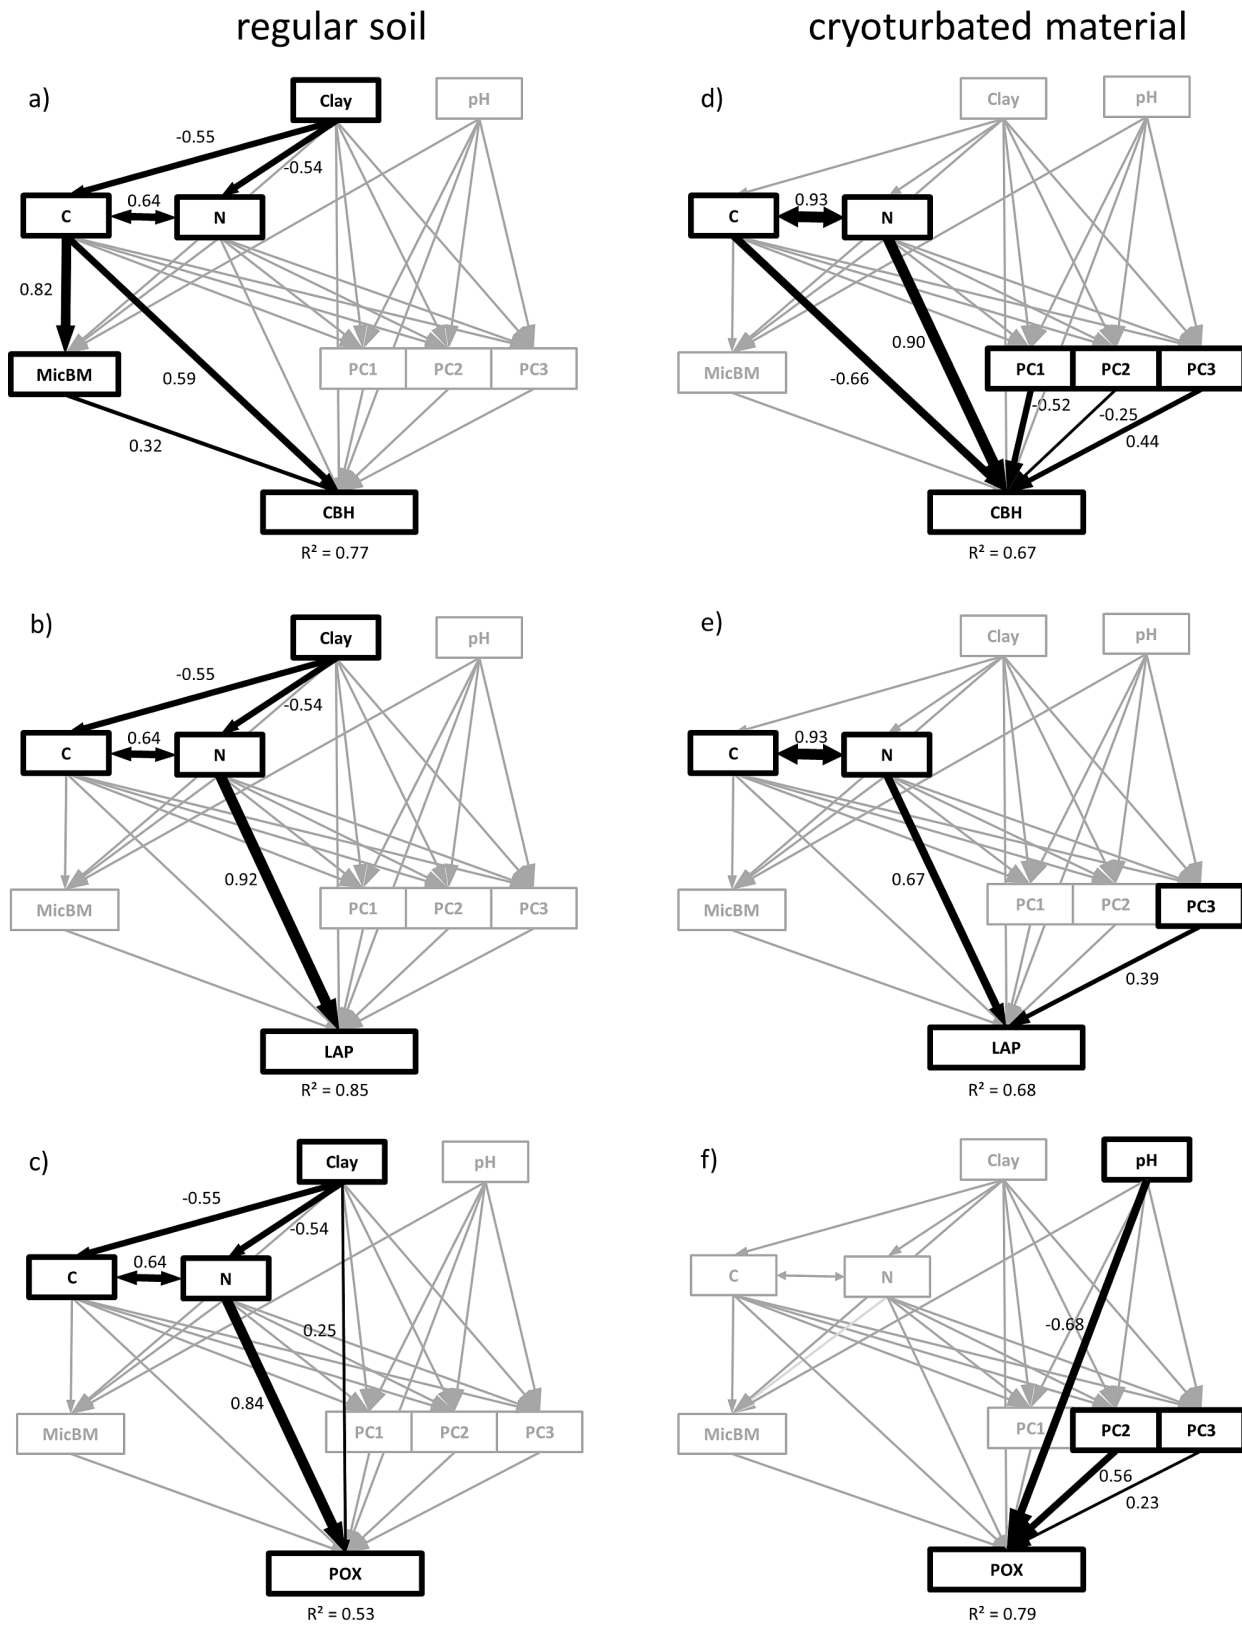 regular soil
cryoturbated material
a)
Clay
pH
-0.55
-0.54
C
0.64
N
0.82
MicBM
0.59
PC1
PC2
PC3
0.32
CBH
R² = 0.77
d)
Clay
pH
C
0.93
N
0.90
MicBM
-0.66
PC1
PC2
PC3
-0.52
-0.25
0.44
CBH
R² = 0.67
b)
Clay
pH
-0.55
-0.54
C
0.64
N
0.92
MicBM
PC1
PC2
PC3
LAP
R² = 0.85
e)
Clay
pH
C
0.93
N
0.67
MicBM
PC1
PC2
PC3
0.39
LAP
R² = 0.68
c)
Clay
pH
-0.55
-0.54
C
0.64
N
0.25
0.84
MicBM
PC1
PC2
PC3
POX
R² = 0.53
f)
Clay
pH
C
N
-0.68
MicBM
PC1
PC2
PC3
0.56
0.23
POX
R² = 0.79